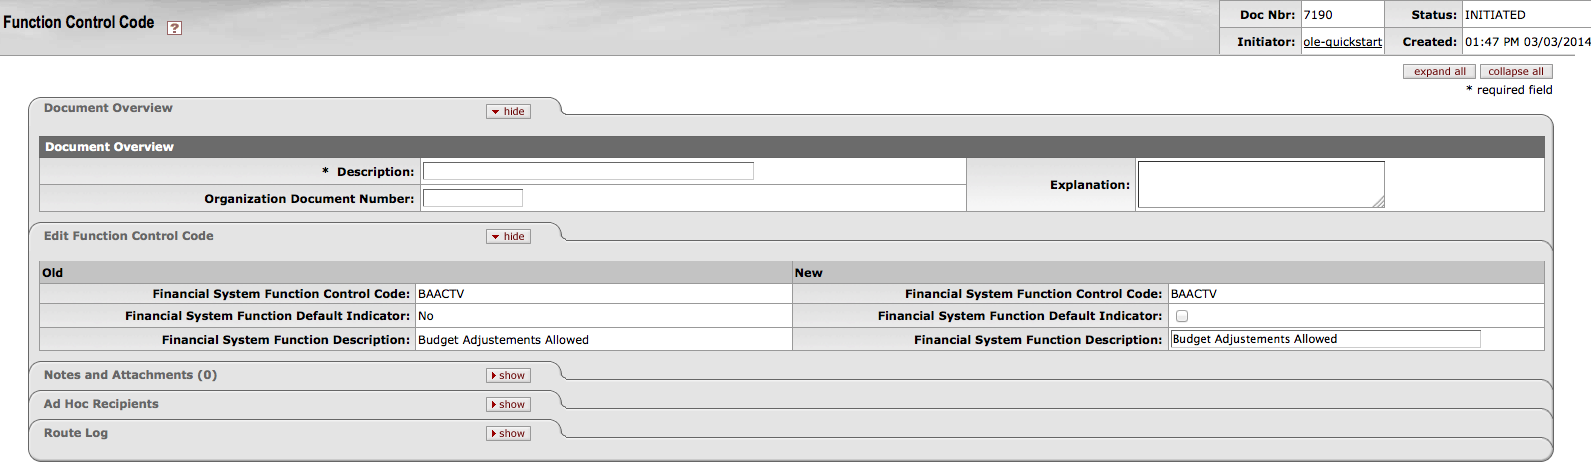 Function Control Code ?
Doc Nbr: 7190 Status: INITIATED
Initiator: ole-quickstart Created: 01:47 PM 03/03/2014
expand all collapse all
* required field
Document Overview hide
Document Overview
* Description: Explanation:
Organization Document Number:
Edit Function Control Code hide
Old New
Financial System Function Control Code: BAACTV Financial System Function Control Code: BAACTV
Financial System Function Default Indicator: No Financial System Function Default Indicator:
Financial System Function Description: Budget Adjustements Allowed Financial System Function Description: Budget Adjustements Allowed
Notes and Attachments (0) show
Ad Hoc Recipients show
Route Log show